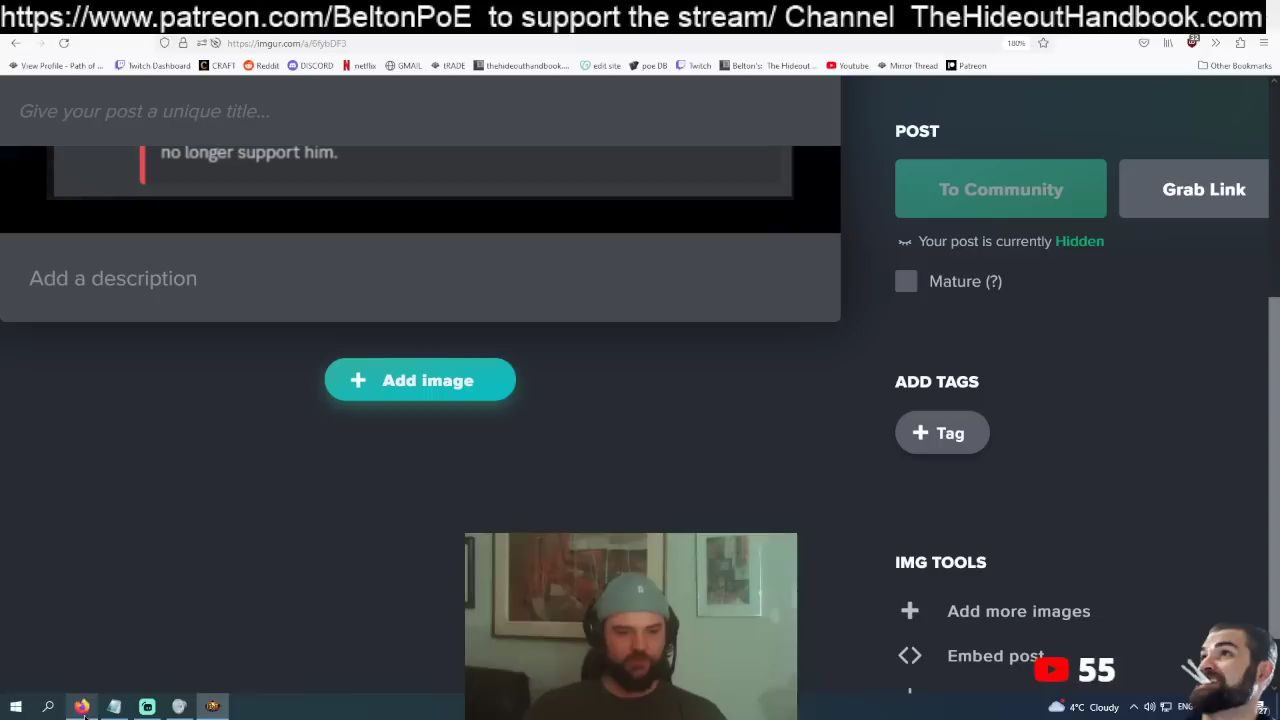 https://www.patreon.com/BeltonPoE to support the stream/ Channel TheHideoutHandbook.com
https://imgur.com/a/6fybDF3
180%
View Profile - Path of ...
Twitch Dashboard
CRAFT
Reddit
DISCORD
netflix
GMAIL
tRADE
thehideouthandbook....
edit site
poe DB
Twitch
Belton's: The Hideout ...
Youtube
Mirror Thread
Patreon
Other Bookmarks
Give your post a unique title...
no longer support him.
Add a description
Add image
POST
To Community
Grab Link
Your post is currently Hidden
Mature (?)
ADD TAGS
Tag
IMG TOOLS
Add more images
Embed post
55
4°C Cloudy
ENG